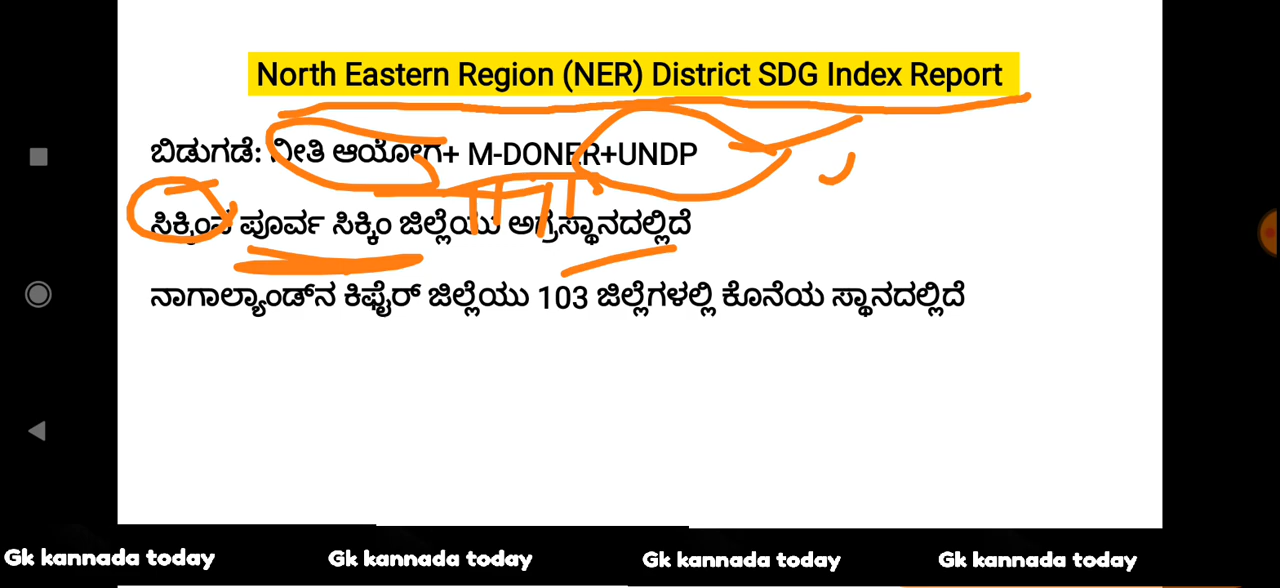 North Eastern Region (NER) District SDG Index Report
ಬಿಡುಗಡೆ: ನೀತಿ ಆಯೋಗ+ M-DONER+UNDP
ಸಿಕ್ಕಿಂನ ಪೂರ್ವ ಸಿಕ್ಕಿಂ ಜಿಲ್ಲೆಯು ಅಗ್ರಸ್ಥಾನದಲ್ಲಿದೆ
ನಾಗಾಲ್ಯಾಂಡ್‌ನ ಕಿಫೈರ್ ಜಿಲ್ಲೆಯು 103 ಜಿಲ್ಲೆಗಳಲ್ಲಿ ಕೊನೆಯ ಸ್ಥಾನದಲ್ಲಿದೆ
Gk kannada today Gk kannada today Gk kannada today Gk kannada today